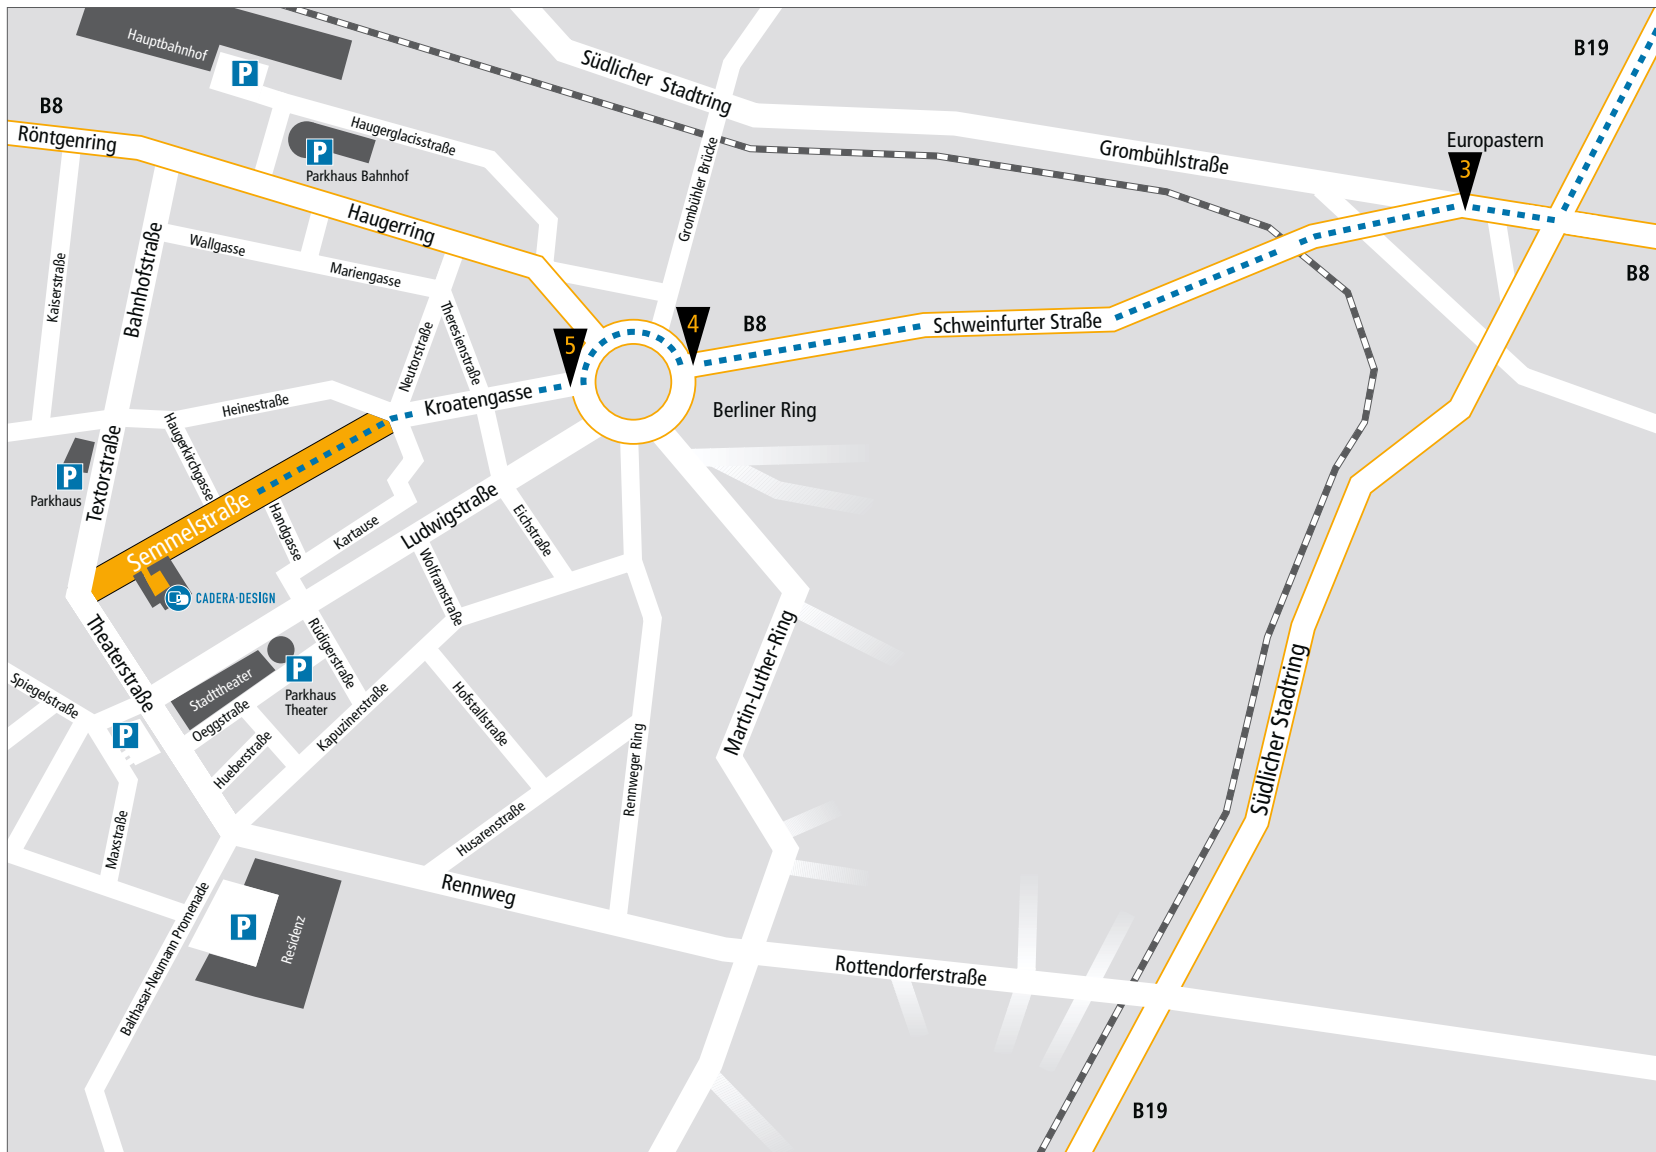 Hauptbahnhof
P
B8
Röntgenring
Haugerglacisstraße
P
Parkhaus Bahnhof
Südlicher Stadtring
Grombühler Brücke
Grombühlstraße
Europastern
3
B19
B8
Haugerring
Wallgasse
Mariengasse
Kaiserstraße
Bahnhofstraße
Neutorstraße
Theresienstraße
5
4
B8
Schweinfurter Straße
Berliner Ring
Kroatengasse
Heinestraße
Haugerkirchgasse
P
Parkhaus
Textorstraße
Semmelstraße
Handgasse
Kartause
Ludwigstraße
Eichstraße
Wolframstraße
CADERA·DESIGN
Theaterstraße
Rüdigerstraße
Spiegelstraße
Stadttheater
P
Parkhaus
Theater
Oeggstraße
P
Hueberstraße
Kapuzinerstraße
Hofstallstraße
Martin-Luther-Ring
Rennweger Ring
Husarenstraße
Maxstraße
Südlicher Stadtring
Rennweg
Balthasar-Neumann Promenade
P
Residenz
Rottendorferstraße
B19